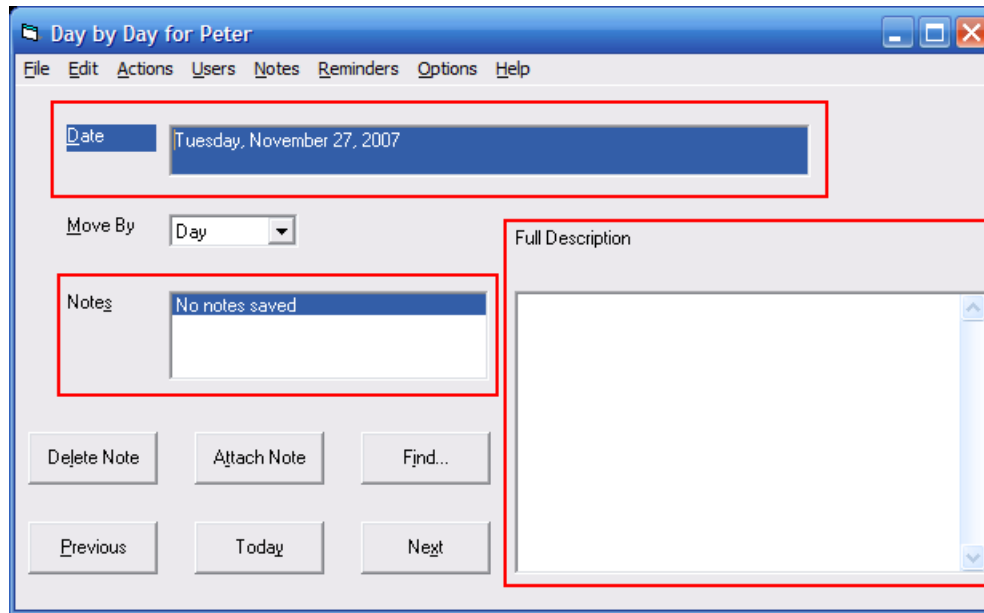 Day by Day for Peter
File Edit Actions Users Notes Reminders Options Help
Date
Tuesday, November 27, 2007
Move By
Day
Full Description
Notes
No notes saved
Delete Note Attach Note Find...
Previous Today Next